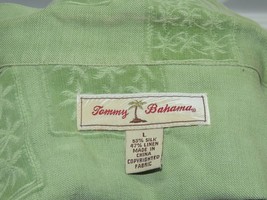 Tommy Bahama®
L
53% SILK
47% LINEN
MADE IN
CHINA
COPYRIGHTED
FABRIC